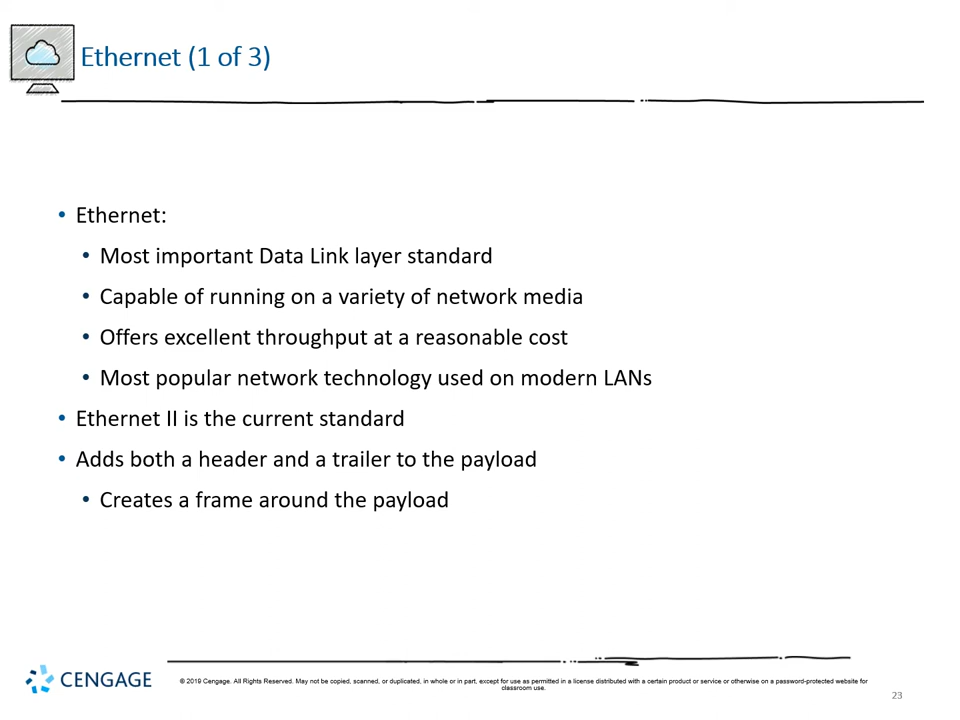 Ethernet (1 of 3)
• Ethernet:
• Most important Data Link layer standard
• Capable of running on a variety of network media
• Offers excellent throughput at a reasonable cost
• Most popular network technology used on modern LANs
• Ethernet II is the current standard
• Adds both a header and a trailer to the payload
• Creates a frame around the payload
CENGAGE
© 2019 Cengage. All Rights Reserved. May not be copied, scanned, or duplicated, in whole or in part, except for use as permitted in a license distributed with a certain product or service or otherwise on a password-protected website for
classroom use.
23